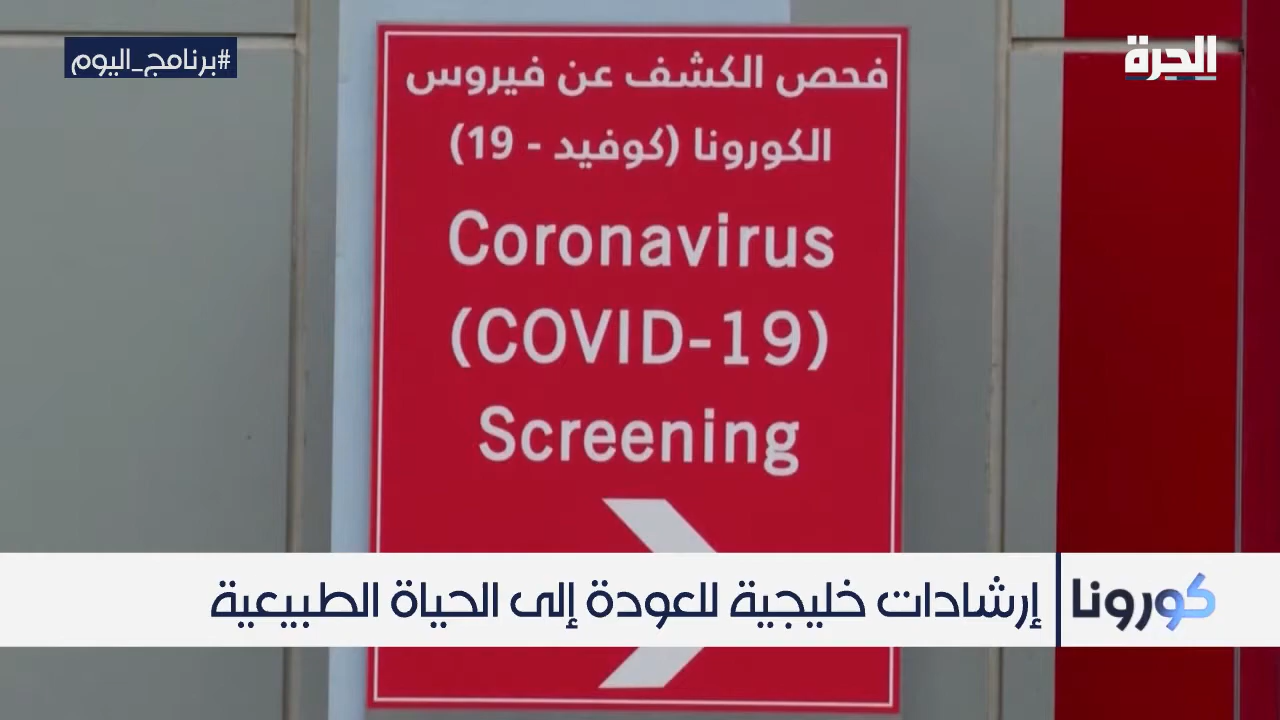 #برنامج_اليوم
الحرة
فحص الكشف عن فيروس
الكورونا (كوفيد - 19)
Coronavirus
(COVID-19)
Screening
كورونا
إرشادات خليجية للعودة إلى الحياة الطبيعية